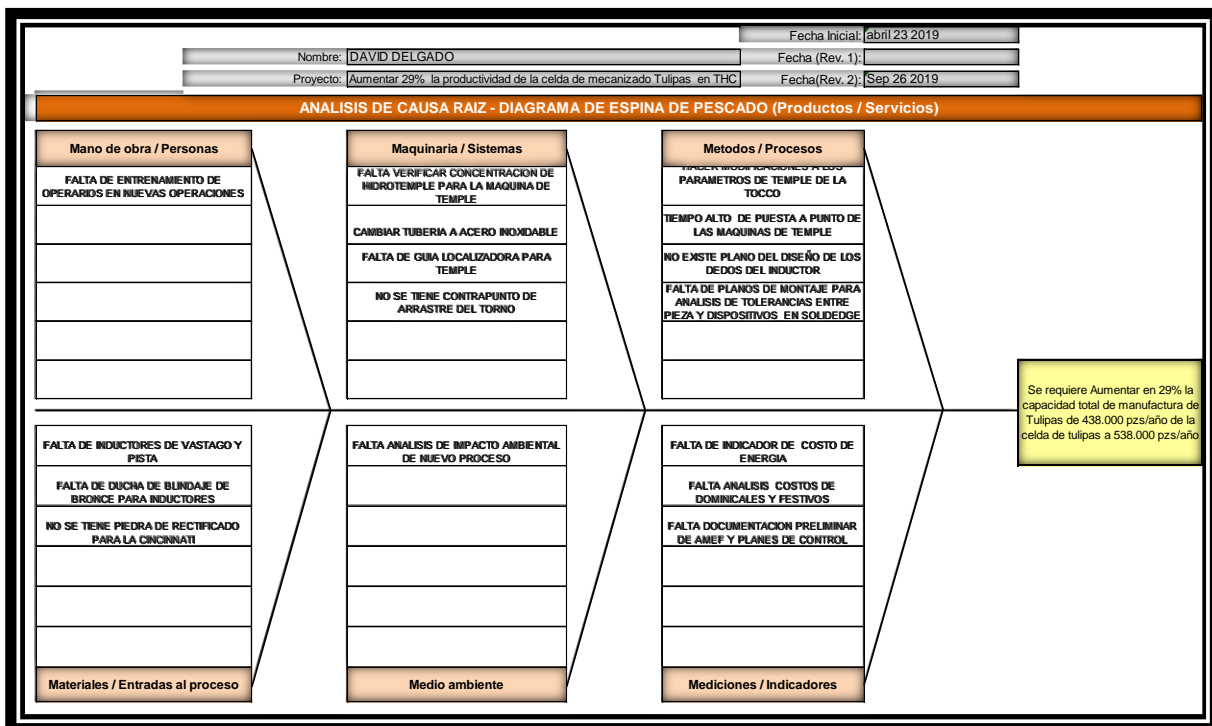 Fecha Inicial: abril 23 2019
Nombre: DAVID DELGADO Fecha (Rev. 1):
Proyecto: Aumentar 29% la productividad de la celda de mecanizado Tulipas en THC Fecha(Rev. 2): Sep 26 2019
ANALISIS DE CAUSA RAIZ - DIAGRAMA DE ESPINA DE PESCADO (Productos / Servicios)
Mano de obra / Personas
FALTA DE ENTRENAMIENTO DE
OPERARIOS EN NUEVAS OPERACIONES
Maquinaria / Sistemas
FALTA VERIFICAR CONCENTRACION DE
HIDROTEMPLE PARA LA MAQUINA DE
TEMPLE
CAMBIAR TUBERIA A ACERO INOXIDABLE
FALTA DE GUIA LOCALIZADORA PARA
TEMPLE
NO SE TIENE CONTRAPUNTO DE
ARRASTRE DEL TORNO
Metodos / Procesos
HACER MODIFICACIONES A LOS
PARAMETROS DE TEMPLE DE LA
TOCCO
TIEMPO ALTO DE PUESTA A PUNTO DE
LAS MAQUINAS DE TEMPLE
NO EXISTE PLANO DEL DISEÑO DE LOS
DEDOS DEL INDUCTOR
FALTA DE PLANOS DE MONTAJE PARA
ANALISIS DE TOLERANCIAS ENTRE
PIEZA Y DISPOSITIVOS EN SOLIDEDGE
Se requiere Aumentar en 29% la
capacidad total de manufactura de
Tulipas de 438.000 pzs/año de la
celda de tulipas a 538.000 pzs/año
FALTA DE INDUCTORES DE VASTAGO Y
PISTA
FALTA DE DUCHA DE BLINDAJE DE
BRONCE PARA INDUCTORES
NO SE TIENE PIEDRA DE RECTIFICADO
PARA LA CINCINNATI
Materiales / Entradas al proceso
FALTA ANALISIS DE IMPACTO AMBIENTAL
DE NUEVO PROCESO
Medio ambiente
FALTA DE INDICADOR DE COSTO DE
ENERGIA
FALTA ANALISIS COSTOS DE
DOMINICALES Y FESTIVOS
FALTA DOCUMENTACION PRELIMINAR
DE AMEF Y PLANES DE CONTROL
Mediciones / Indicadores